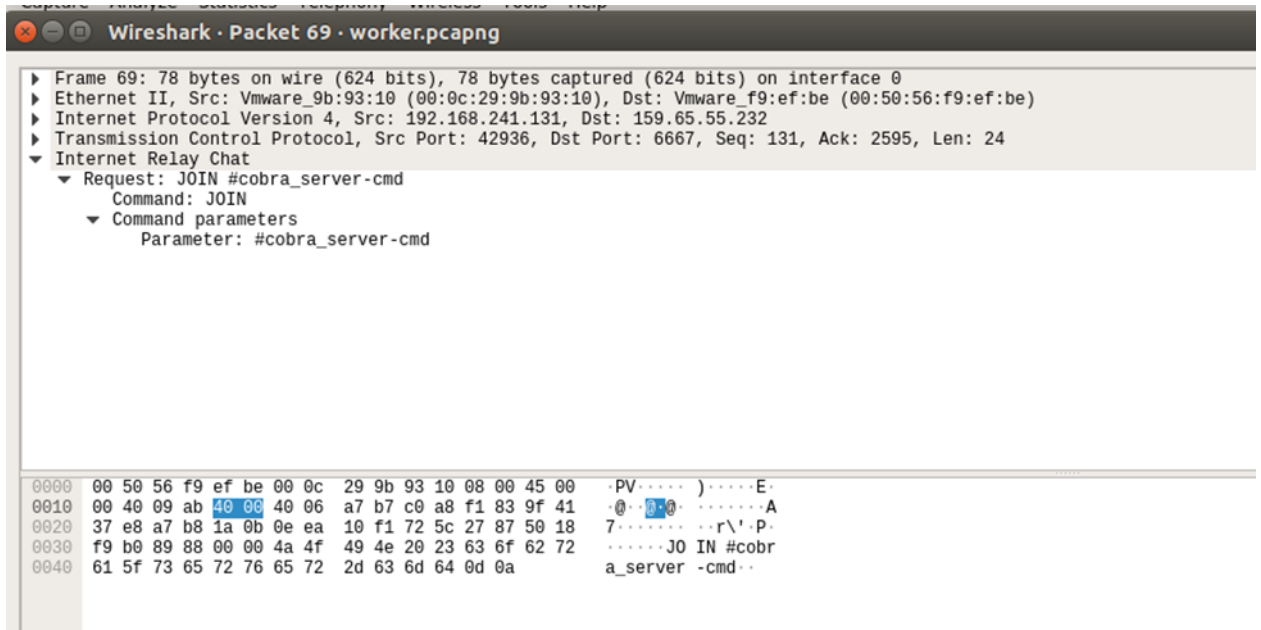 Wireshark · Packet 69 · worker.pcapng
Frame 69: 78 bytes on wire (624 bits), 78 bytes captured (624 bits) on interface 0
Ethernet II, Src: Vmware_9b:93:10 (00:0c:29:9b:93:10), Dst: Vmware_f9:ef:be (00:50:56:f9:ef:be)
Internet Protocol Version 4, Src: 192.168.241.131, Dst: 159.65.55.232
Transmission Control Protocol, Src Port: 42936, Dst Port: 6667, Seq: 131, Ack: 2595, Len: 24
Internet Relay Chat
Request: JOIN #cobra_server-cmd
Command: JOIN
Command parameters
Parameter: #cobra_server-cmd
0000 00 50 56 f9 ef be 00 0c 29 9b 93 10 08 00 45 00 ·PV····· )·····E·
0010 00 40 09 ab 40 00 40 06 a7 b7 c0 a8 f1 83 9f 41 ·@··@·@· ·······A
0020 37 e8 a7 b8 1a 0b 0e ea 10 f1 72 5c 27 87 50 18 7······· ··r\'·P·
0030 f9 b0 89 88 00 00 4a 4f 49 4e 20 23 63 6f 62 72 ······JO IN #cobr
0040 61 5f 73 65 72 76 65 72 2d 63 6d 64 0d 0a a_server -cmd··